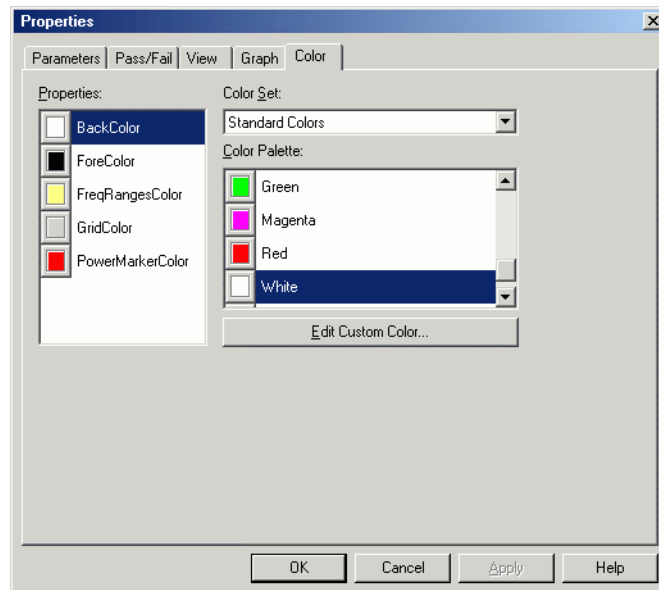 Properties
Parameters Pass/Fail View Graph Color
Properties:
BackColor
ForeColor
FreqRangesColor
GridColor
PowerMarkerColor
Color Set:
Standard Colors
Color Palette:
Green
Magenta
Red
White
Edit Custom Color...
OK Cancel Apply Help